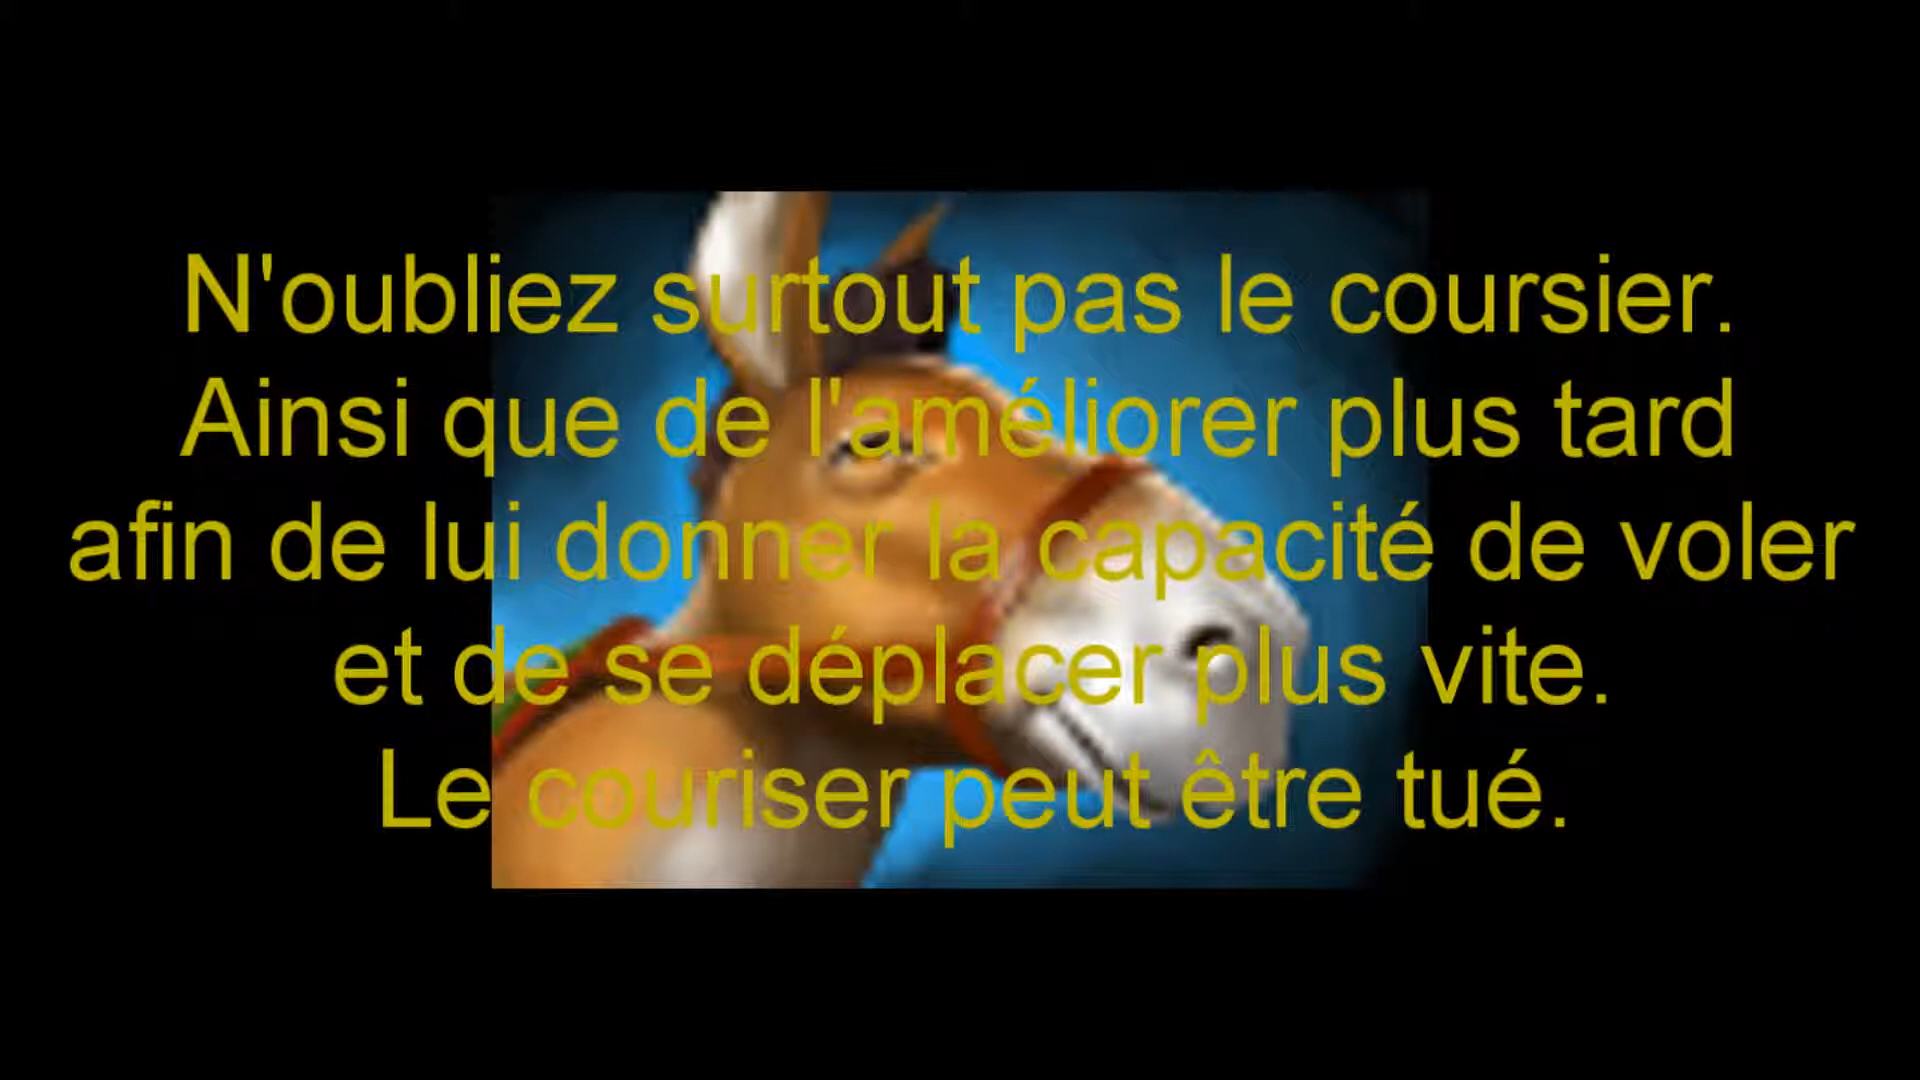 N'oubliez surtout pas le coursier.
Ainsi que de l'améliorer plus tard
afin de lui donner la capacité de voler
et de se déplacer plus vite.
Le couriser peut être tué.